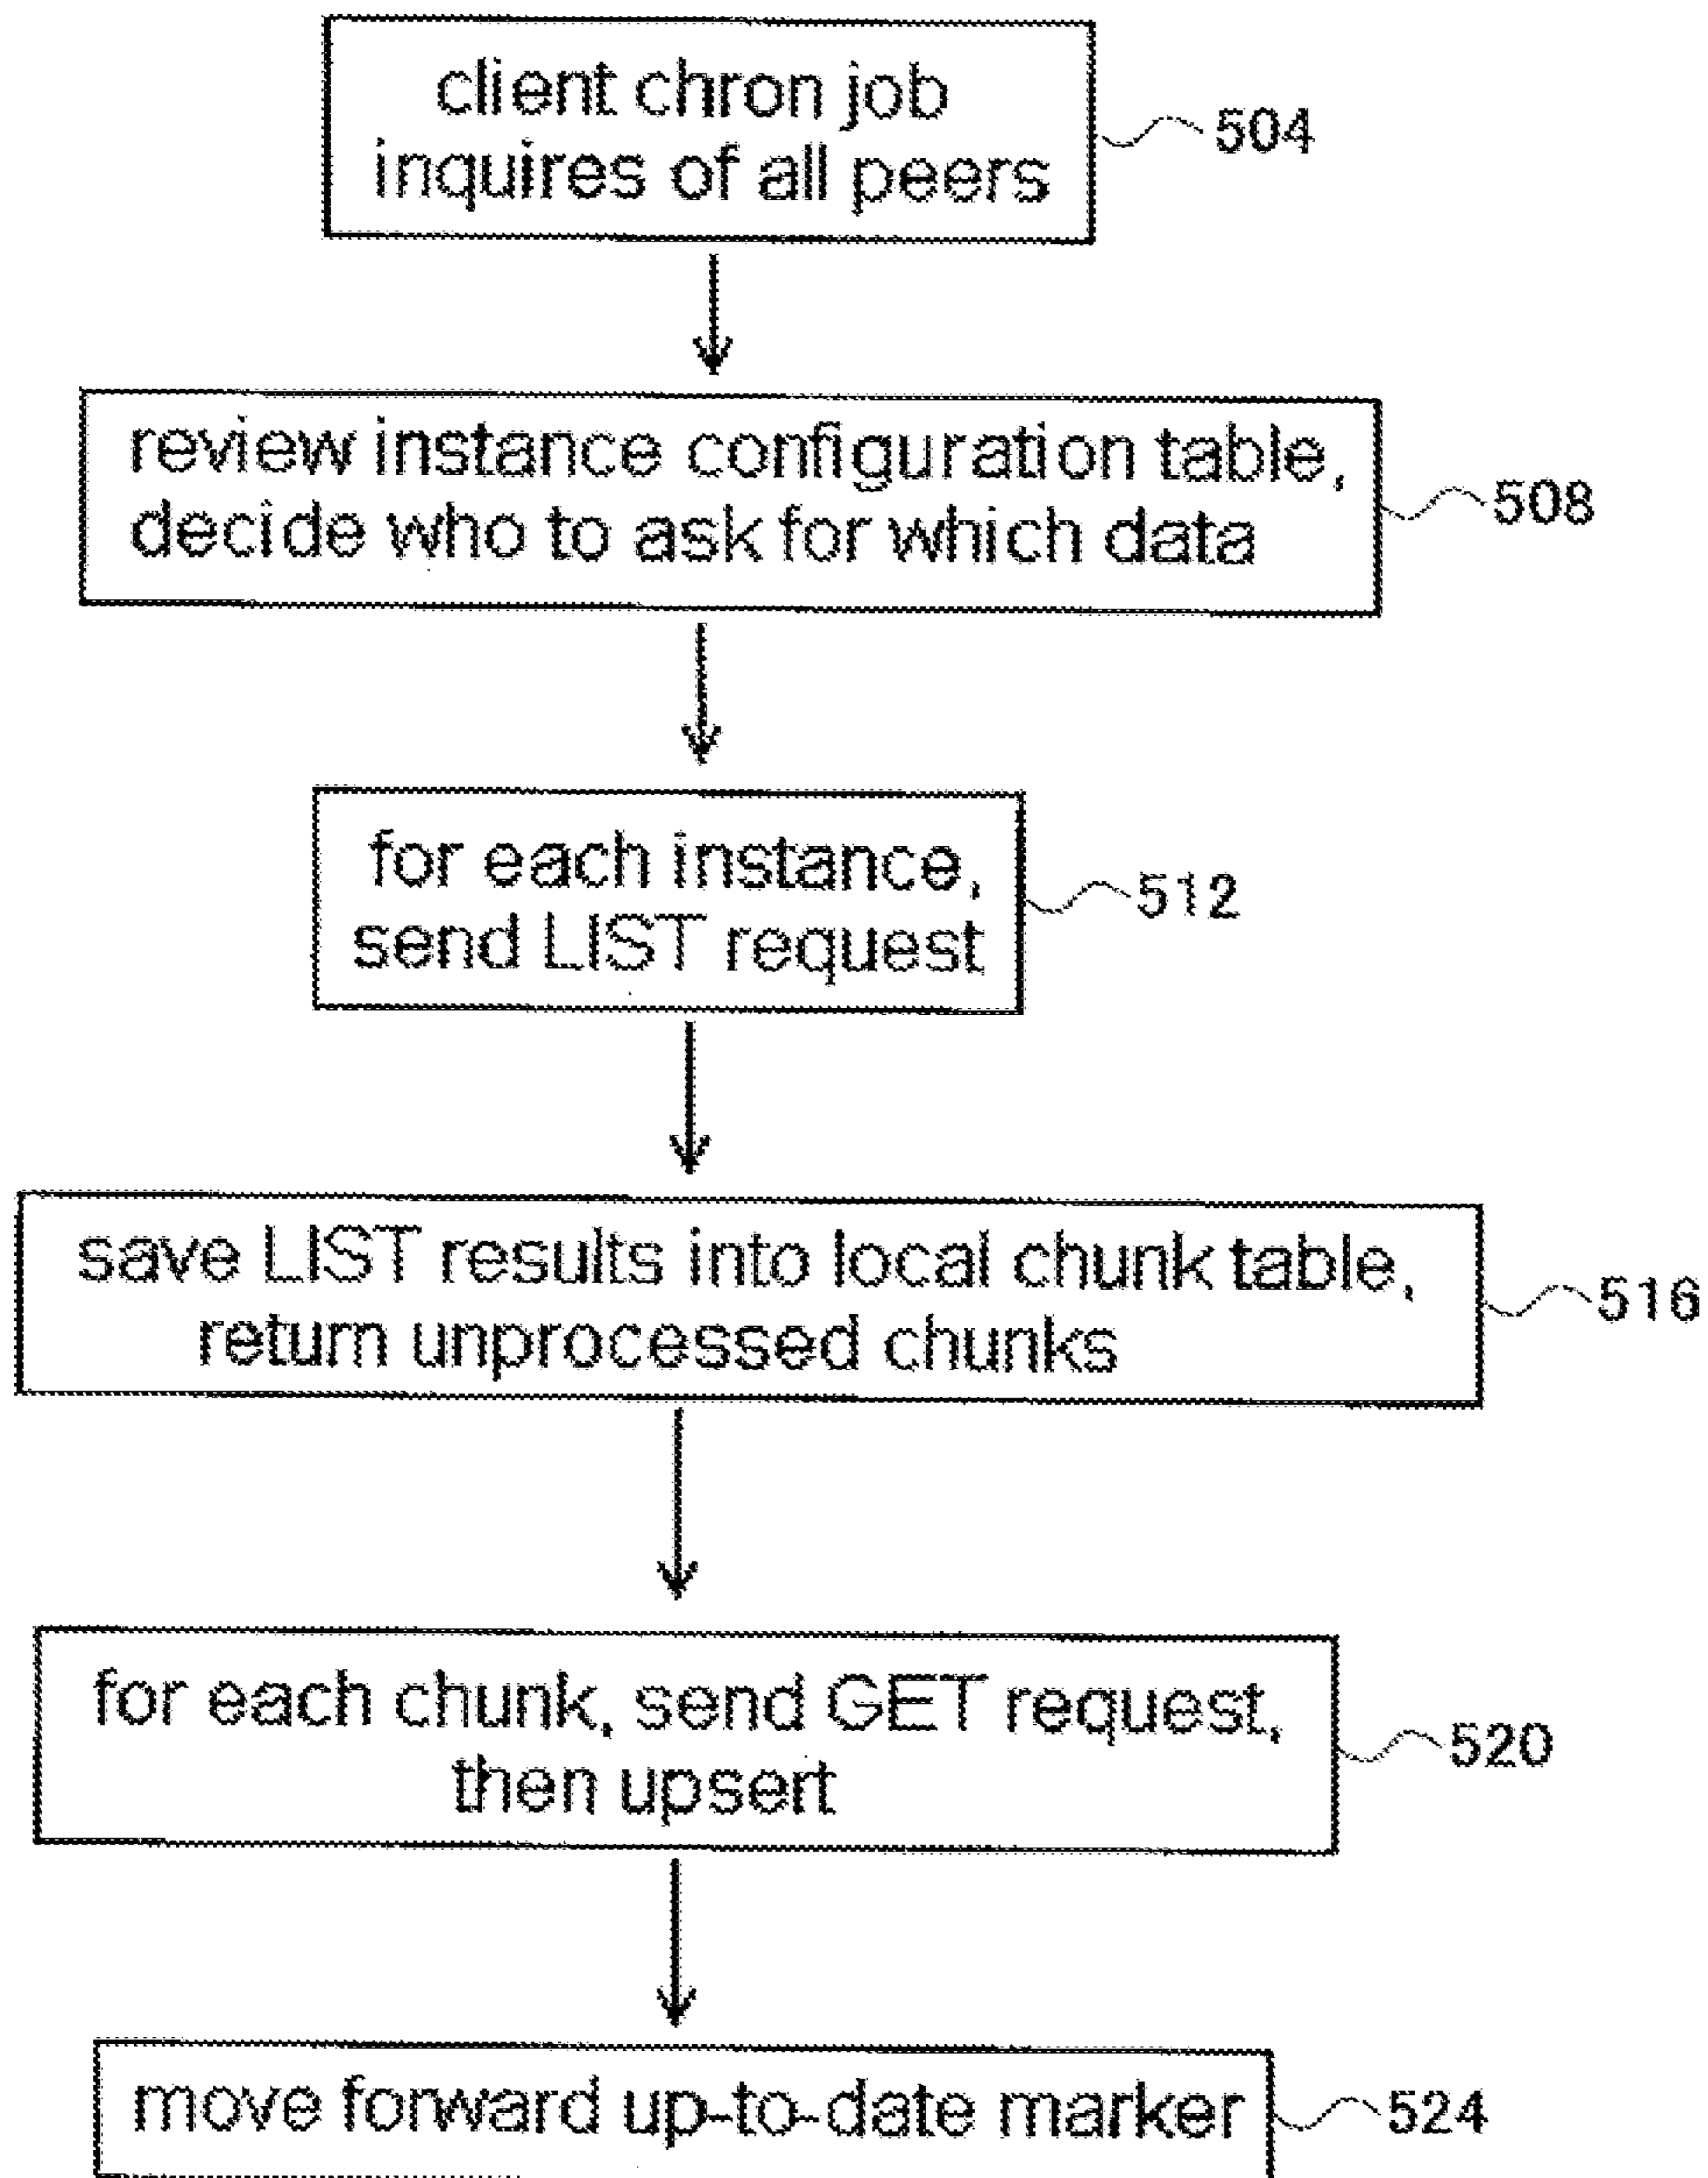 client chron job
inquires of all peers
504
review instance configuration table,
decide who to ask for which data
508
for each instance,
send LIST request
512
save LIST results into local chunk table,
return unprocessed chunks
516
for each chunk, send GET request,
then upsert
520
move forward up-to-date marker
524